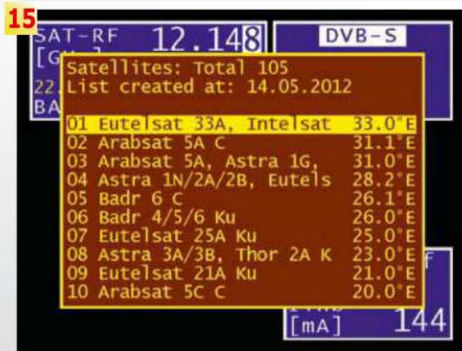 15
SAT-RF 12.148
DVB-S
[G
22.
BA
Satellites: Total 105
List created at: 14.05.2012
01 Eutelsat 33A, Intelsat 33.0°E
02 Arabsat 5A C 31.1°E
03 Arabsat 5A, Astra 1G, 31.0°E
04 Astra 1N/2A/2B, Eutels 28.2°E
05 Badr 6 C 26.1°E
06 Badr 4/5/6 Ku 26.0°E
07 Eutelsat 25A Ku 25.0°E
08 Astra 3A/3B, Thor 2A K 23.0°E
09 Eutelsat 21A Ku 21.0°E
10 Arabsat 5C C 20.0°E
[mA] 144